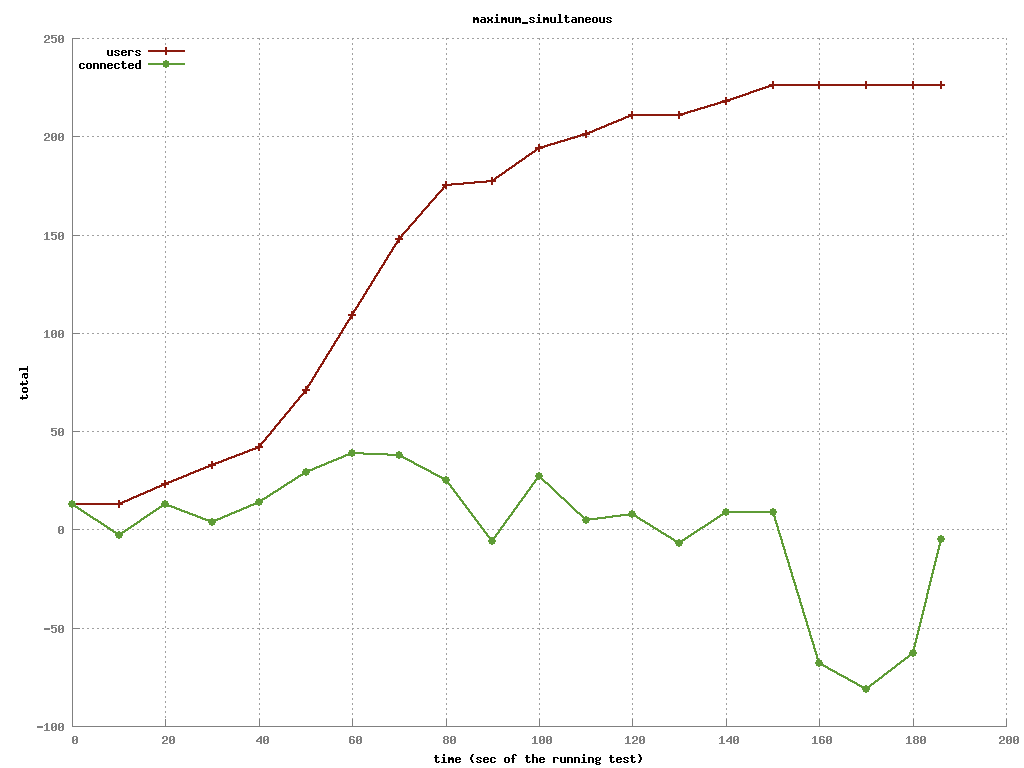 maximum_simultaneous
users
connected
250
200
150
100
50
0
-50
-100
total
0 20 40 60 80 100 120 140 160 180 200
time (sec of the running test)